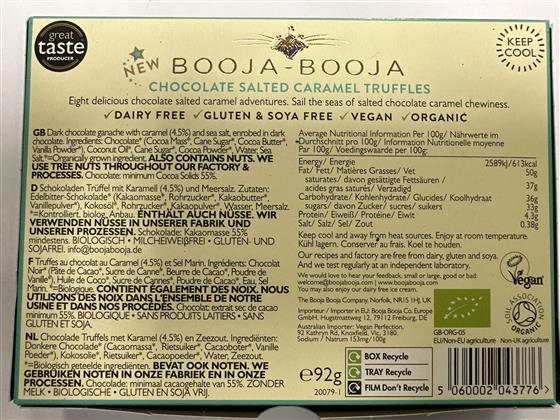 great
taste
PRODUCER
NEW
BOOJA-BOOJA
KEEP
COOL
CHOCOLATE SALTED CARAMEL TRUFFLES
Eight delicious chocolate salted caramel adventures. Sail the seas of salted chocolate caramel chewiness.
✓DAIRY FREE ✓GLUTEN & SOYA FREE ✓VEGAN ✓ORGANIC
GB Dark chocolate ganache with caramel (4.5%) and sea salt, enrobed in dark
chocolate. Ingredients: Chocolate* (Cocoa Mass*, Cane Sugar*, Cocoa Butter*,
Vanilla Powder*), Coconut Oil*, Cane Sugar*, Cocoa Powder*, Water, Sea
Salt.*=Organically grown ingredient. ALSO CONTAINS NUTS. WE
USE TREE NUTS THROUGHOUT OUR FACTORY &
PROCESSES. Chocolate: minimum Cocoa Solids 55%.
D Schokoladen Trüffel mit Karamell (4.5%) und Meersalz. Zutaten:
Edelbitter-Schokolade* (Kakaomasse*, Rohrzucker*, Kakaobutter*,
Vanillepulver*), Kokosöl*, Rohrzucker*, Kakaopulver*, Wasser, Meersalz.
*=Kontrolliert. biolog. Anbau. ENTHÄLT AUCH NÜSSE. WIR
VERWENDEN NÜSSE IN UNSERER FABRIK UND
UNSEREN PROZESSEN. Schokolade: Kakaomasse 55%
mindestens. BIOLOGISCH • MILCHEIWEIẞFREI • GLUTEN- UND
SOJAFREI. info@boojabooja.de
F Truffes au chocolat au Caramel (4.5%) et Sel Marin. Ingrédients: Chocolat
Noir* (Pâte de Cacao*, Sucre de Canne*, Beurre de Cacao*, Poudre de
Vanille*), Huile de Coco*, Sucre de Cannes*, Poudre de Cacao*, Eau, Sel
Marin. *=Biologique. CONTIENT ÉGALEMENT DES NOIX. NOUS
UTILISONS DES NOIX DANS L'ENSEMBLE DE NOTRE
USINE ET DANS NOS PROCÉDÉS. Chocolat: extrait sec de cacao
minimum 55%. BIOLOGIQUE • SANS PRODUITS LAITIERS • SANS
GLUTEN ET SOJA.
NL Chocolade Truffels met Karamel (4.5%) en Zeezout. Ingrediënten:
Donkere Chocolade* (Cacaomassa*, Rietsuiker*, Cacaoboter*, Vanille
Poeder*), Kokosolie*, Rietsuiker*, Cacaopoeder*, Water, Zeezout.
*=Biologisch geteelde ingrediënten. BEVAT OOK NOTEN. WE
GEBRUIKEN NOTEN IN ONZE FABRIEK EN IN ONZE
PROCESSEN. Chocolade: minimaal cacaogehalte van 55%. ZONDER
MELK • BIOLOGISCHE • GLUTEN EN SOJA VRIJ.
Average Nutritional Information Per 100g/ Nährwerte im
Durchschnitt pro 100g/ Information Nutritionelle moyenne
Par 100g/ Voedingswaarde per 100g:
Energy/ Energie 2589kJ/613kcal
Fat/ Fett/ Matières Grasses/ Vet 50g
saturates/ davon gesättigte Fettsäuren /
acides gras saturés/ Verzadigd 37g
Carbohydrate/ Kohlenhydrate/ Glucides/ Koolhydraat 36g
sugars/ davon Zucker/ sucres/ suikers 33g
Protein/ Eiweiß/ Protéine/ Eiwit 4.3g
Salt/ Salz/ Sel/ Zout 0.38g
Keep cool and away from heat sources. Enjoy at room temperature.
Kühl lagern. Conserver au frais. Koel te houden.
Our recipes and factory are free from dairy, gluten and soya.
And we test regularly at an independent laboratory.
We would love to hear your feedback, small or large, good or bad:
welcome@boojabooja.com www.boojabooja.com
You may also enjoy our dairy free ice cream.
The Booja Booja Company, Norfolk, NR15 1HJ, UK
Importeur / Importer in EU: Booja Booja Co. Europe
GmbH, Hugstmattweg 12, 79112 Freiburg, DE
Australian Importer: Vegan Perfection,
92 Kathryn Rd, Knoxfield, Vic, 3180.
Sodium / Natrium 153mg/100g
Vegan
SOIL ASSOCIATION
ORGANIC
GB-ORG-05
EU/Non-EU agriculture
Non-UK agriculture
BOX Recycle
TRAY Recycle
FILM Don't Recycle
e92g
20079-1
5 060002 043776 >